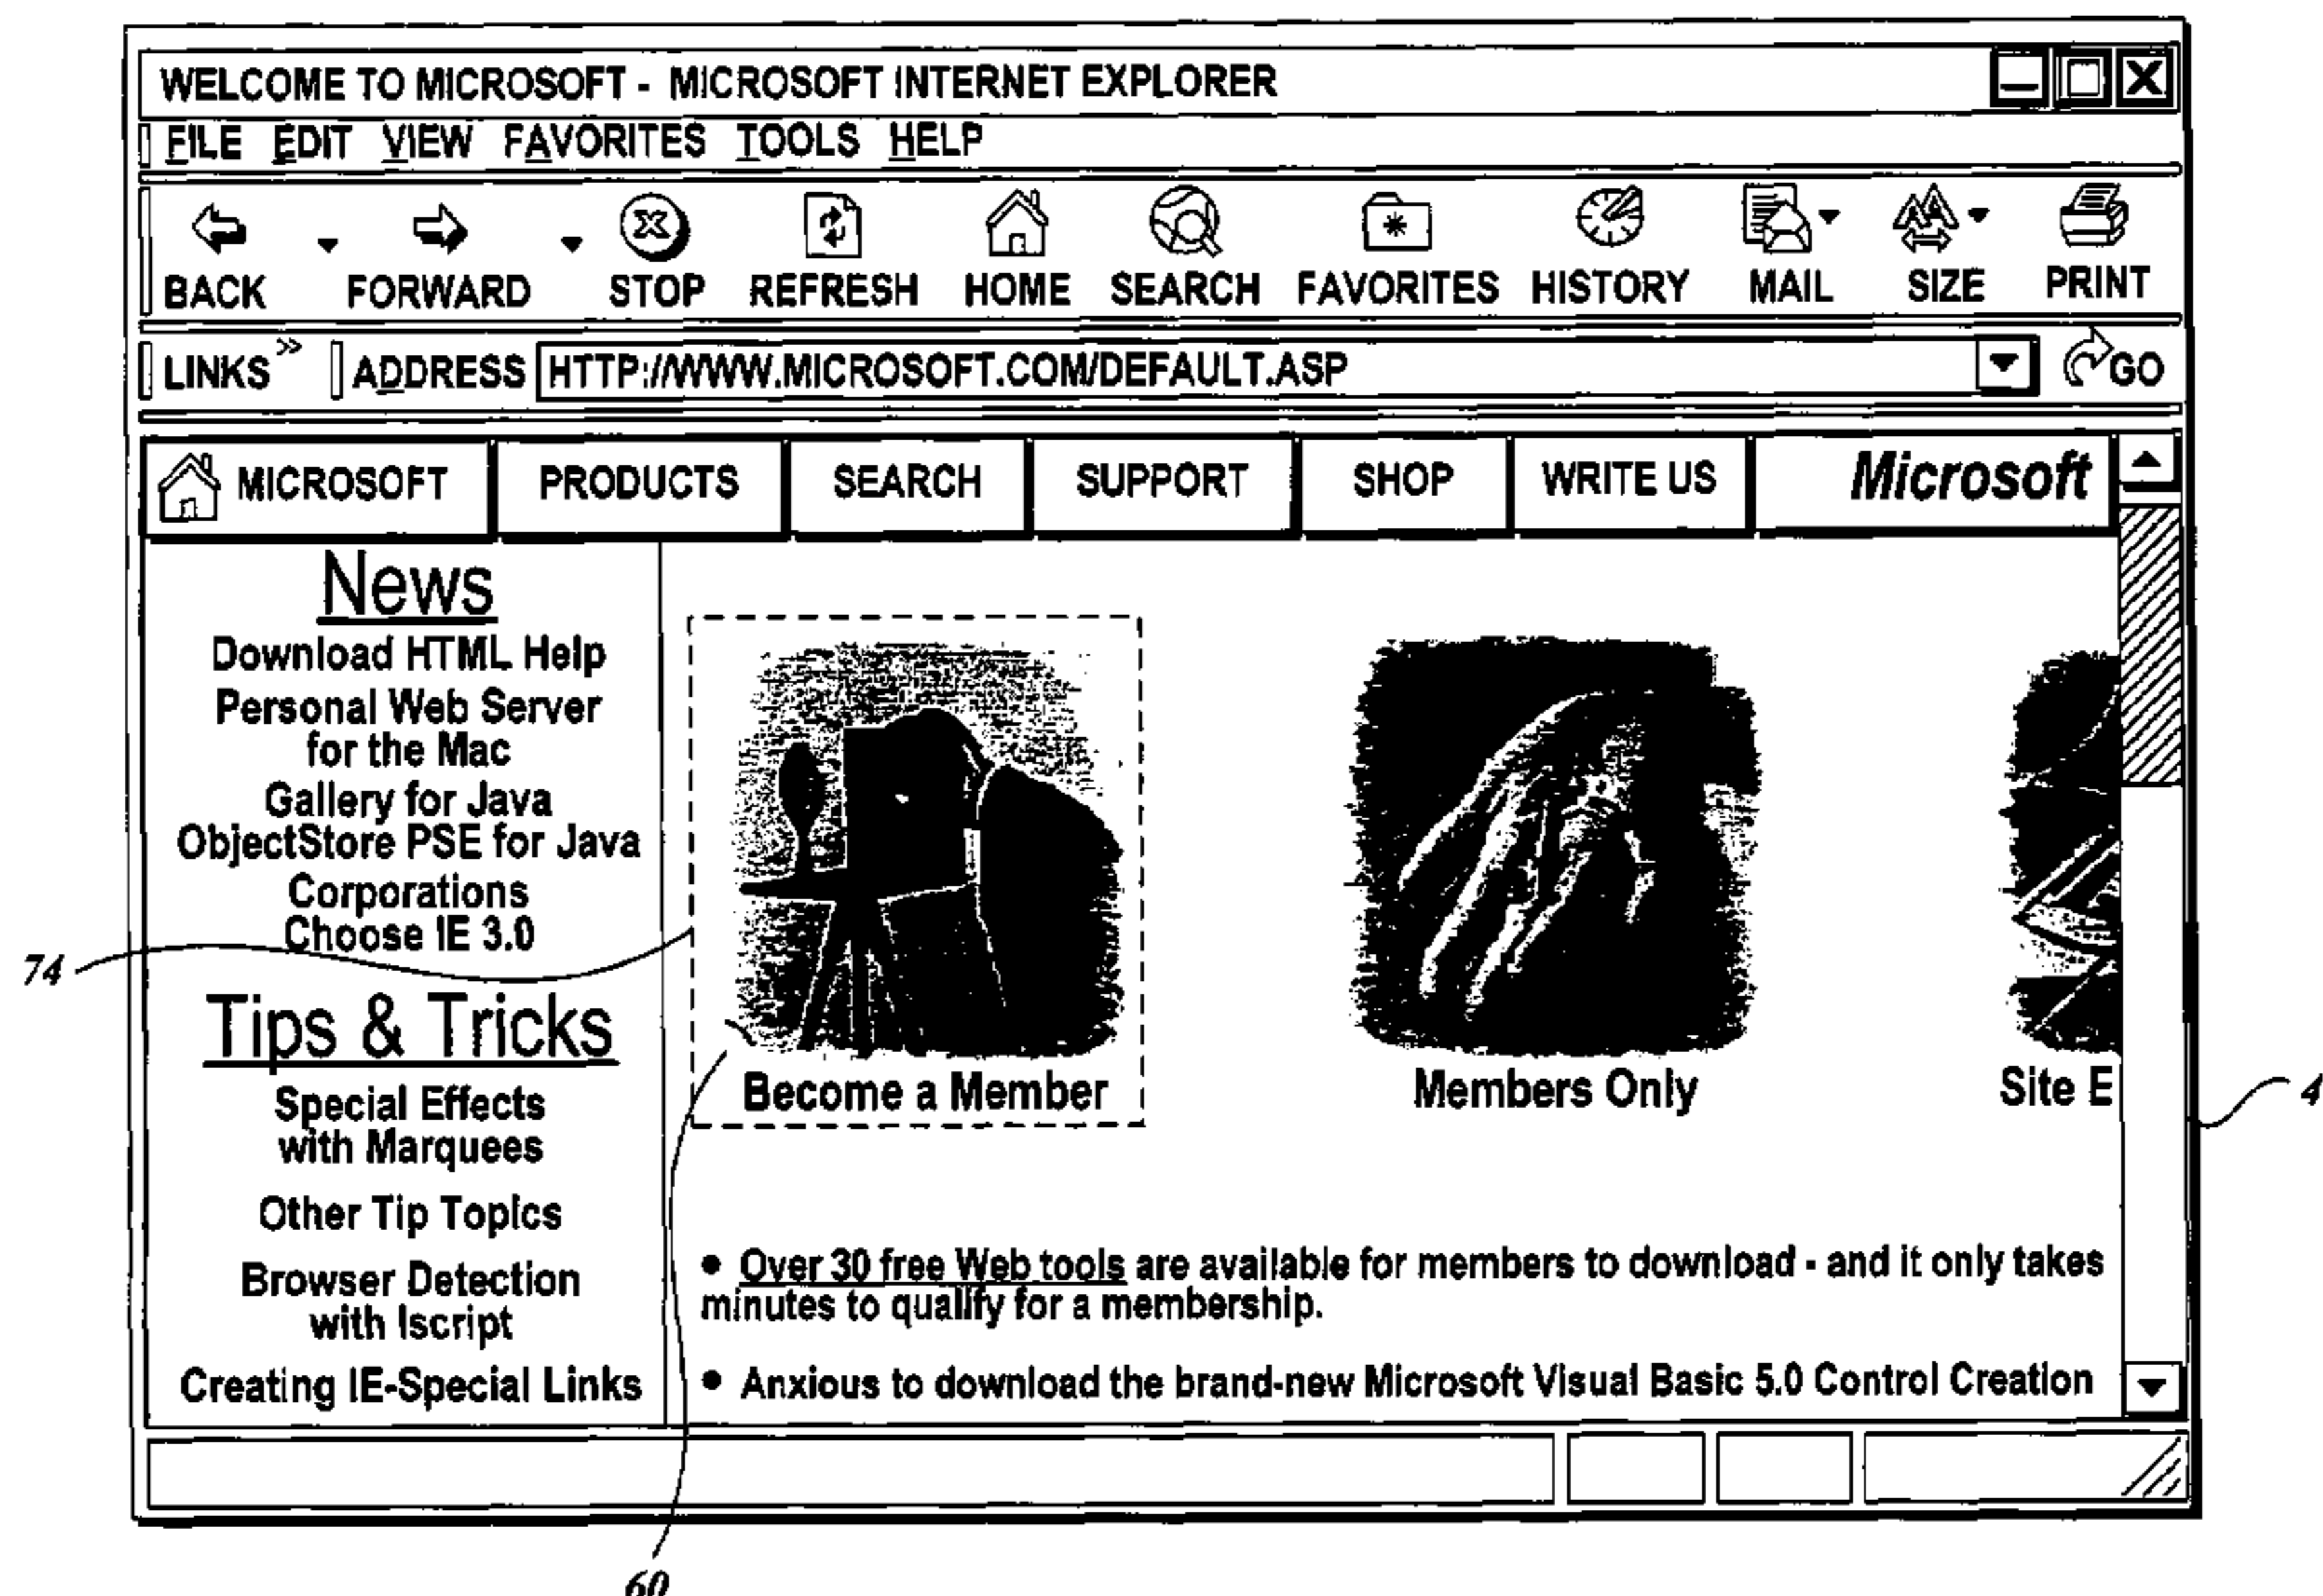 WELCOME TO MICROSOFT - MICROSOFT INTERNET EXPLORER
FILE EDIT VIEW FAVORITES TOOLS HELP
BACK FORWARD STOP REFRESH HOME SEARCH FAVORITES HISTORY MAIL SIZE PRINT
LINKS » ADDRESS HTTP://WWW.MICROSOFT.COM/DEFAULT.ASP GO
MICROSOFT PRODUCTS SEARCH SUPPORT SHOP WRITE US Microsoft
News
Download HTML Help
Personal Web Server
for the Mac
Gallery for Java
ObjectStore PSE for Java
Corporations
Choose IE 3.0
74
Tips & Tricks
Special Effects
with Marquees
Other Tip Topics
Browser Detection
with Iscript
Creating IE-Special Links
Become a Member
Members Only
Site E
4
• Over 30 free Web tools are available for members to download - and it only takes
minutes to qualify for a membership.
• Anxious to download the brand-new Microsoft Visual Basic 5.0 Control Creation
60